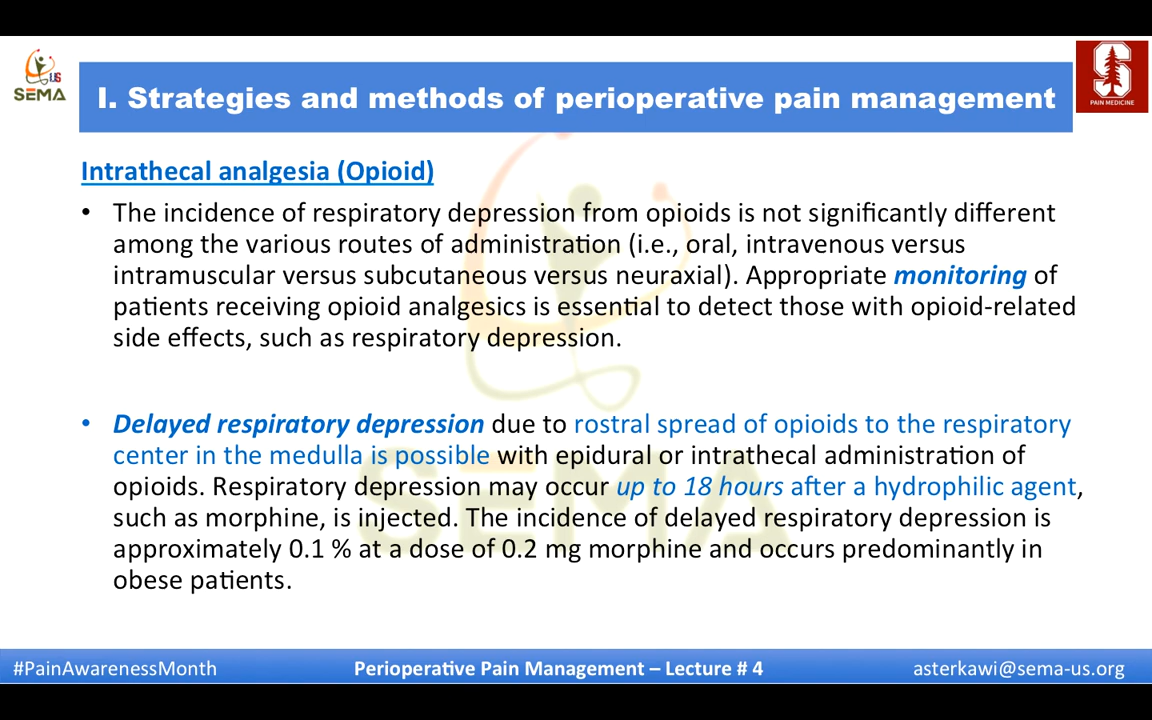 US
SEMA
I. Strategies and methods of perioperative pain management
S
PAIN MEDICINE
Intrathecal analgesia (Opioid)
• The incidence of respiratory depression from opioids is not significantly different
among the various routes of administration (i.e., oral, intravenous versus
intramuscular versus subcutaneous versus neuraxial). Appropriate monitoring of
patients receiving opioid analgesics is essential to detect those with opioid-related
side effects, such as respiratory depression.
• Delayed respiratory depression due to rostral spread of opioids to the respiratory
center in the medulla is possible with epidural or intrathecal administration of
opioids. Respiratory depression may occur up to 18 hours after a hydrophilic agent,
such as morphine, is injected. The incidence of delayed respiratory depression is
approximately 0.1 % at a dose of 0.2 mg morphine and occurs predominantly in
obese patients.
SEMA
#PainAwarenessMonth
Perioperative Pain Management – Lecture # 4
asterkawi@sema-us.org